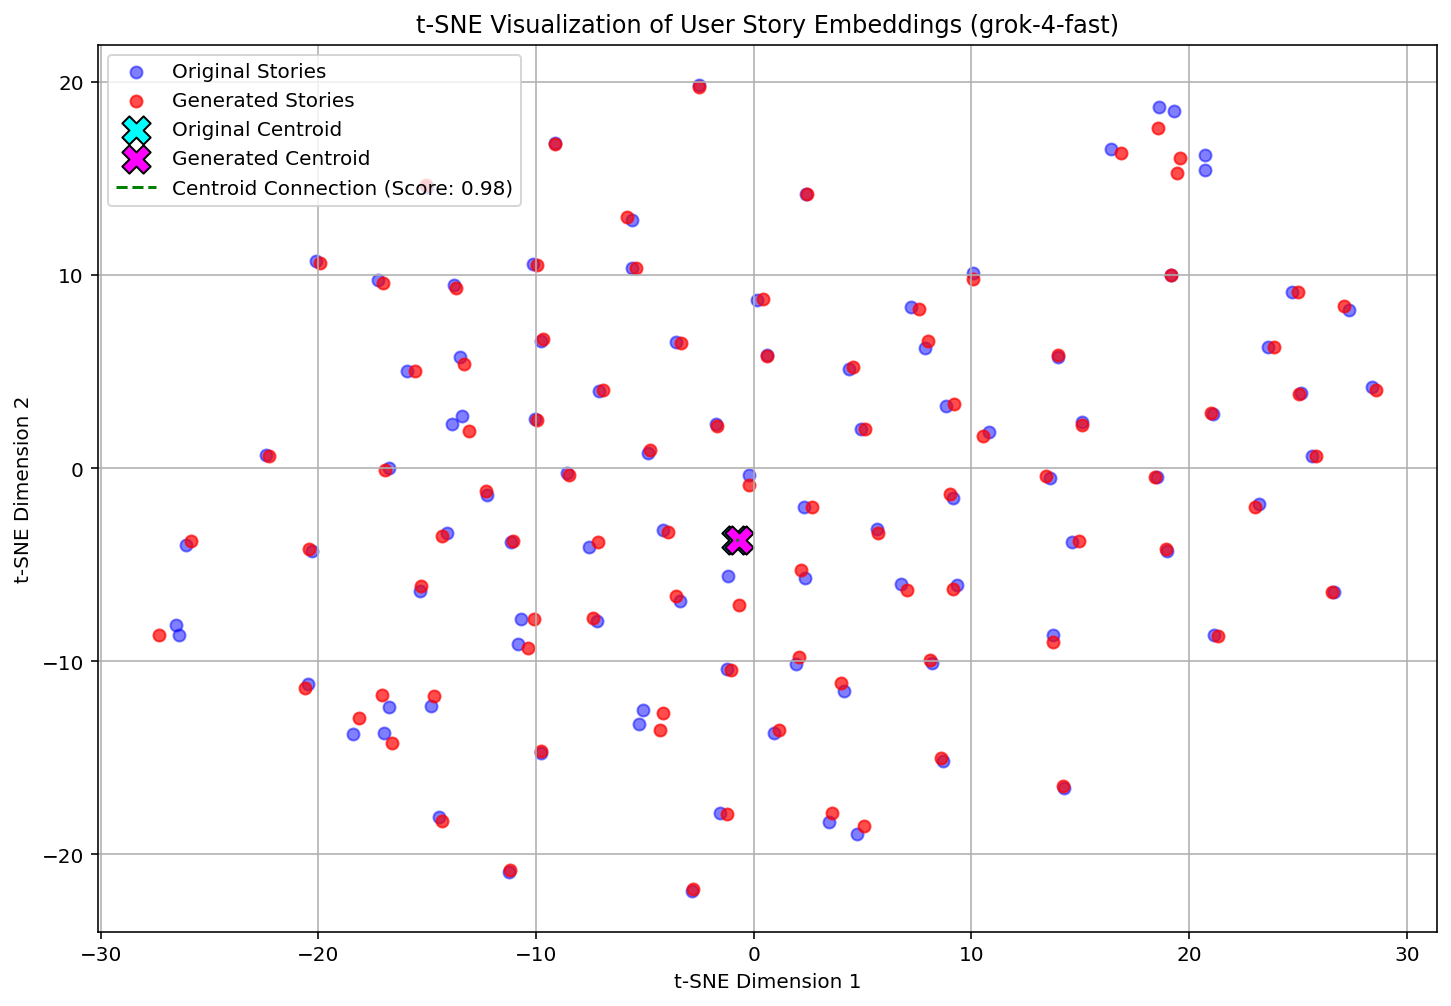 t-SNE Visualization of User Story Embeddings (grok-4-fast)
Original Stories
Generated Stories
Original Centroid
Generated Centroid
Centroid Connection (Score: 0.98)
t-SNE Dimension 2
20
10
0
−10
−20
−30
−20
−10
0
10
20
30
t-SNE Dimension 1